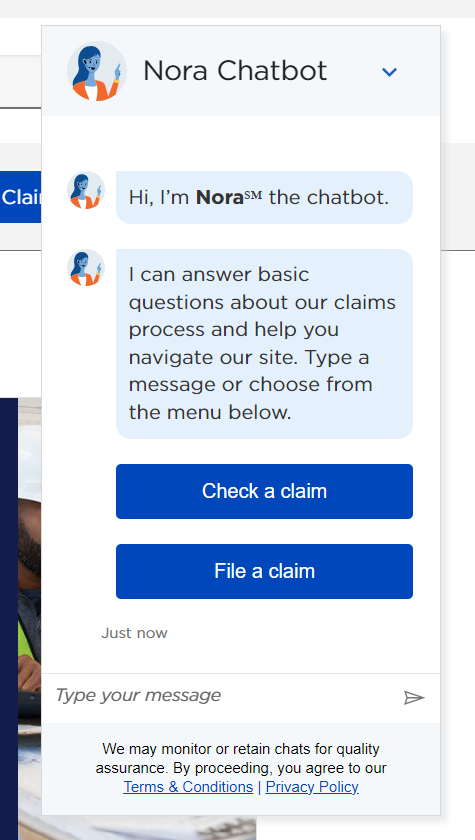 Nora Chatbot
Clai
Hi, I’m Nora℠ the chatbot.
I can answer basic
questions about our claims
process and help you
navigate our site. Type a
message or choose from
the menu below.
Check a claim
File a claim
Just now
Type your message
We may monitor or retain chats for quality
assurance. By proceeding, you agree to our
Terms & Conditions | Privacy Policy